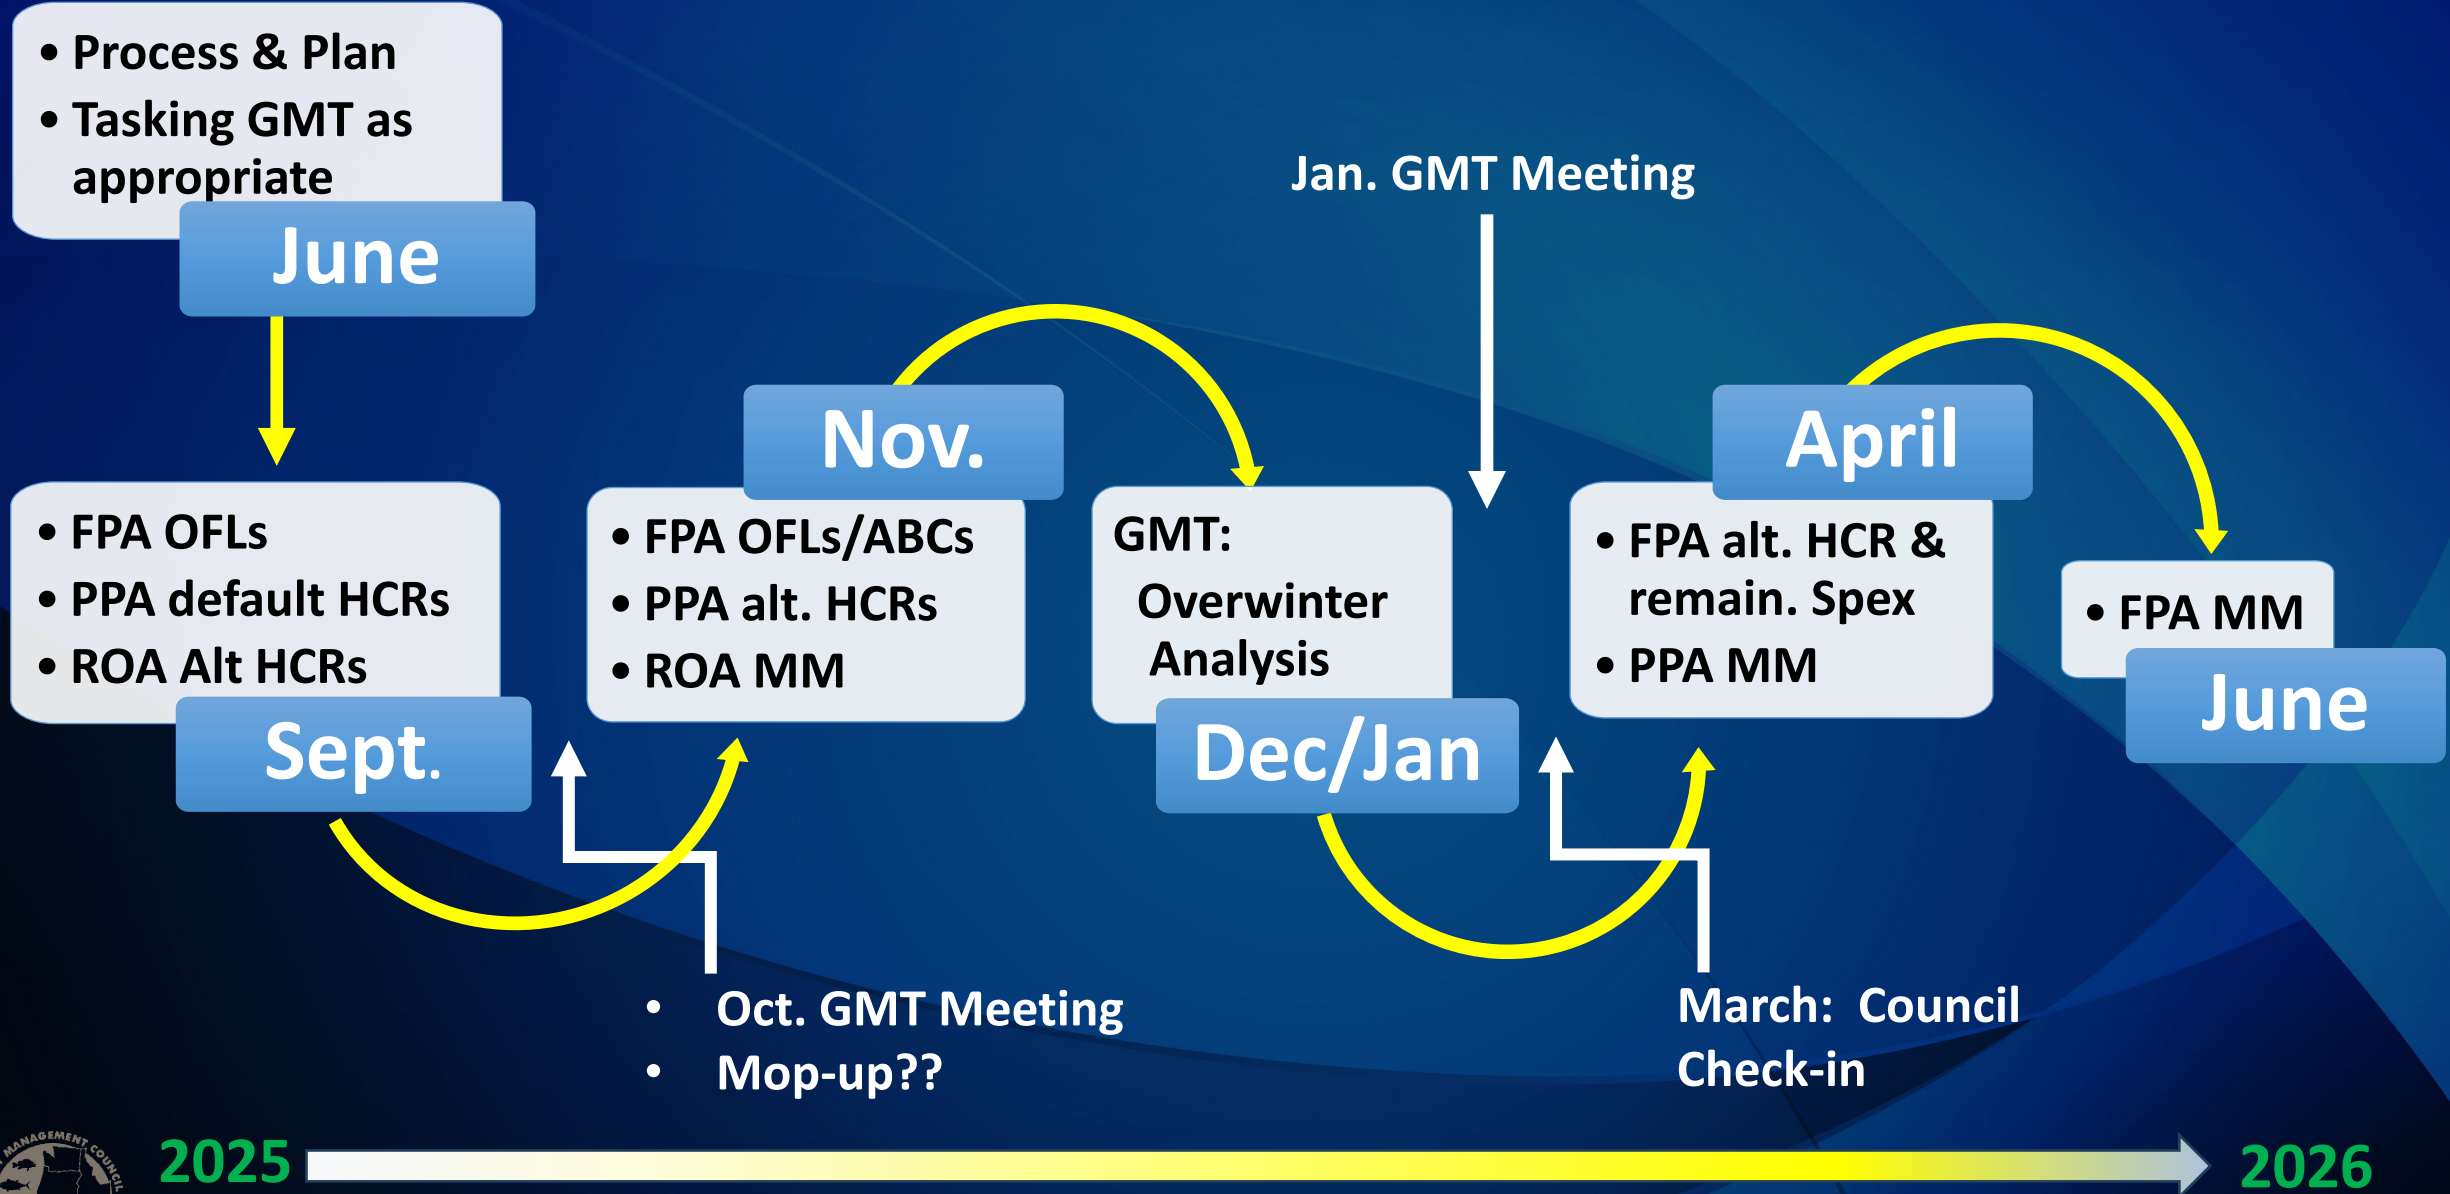 • Process & Plan
• Tasking GMT as
appropriate
June
Jan. GMT Meeting
• FPA OFLs
• PPA default HCRs
• ROA Alt HCRs
Sept.
Nov.
• FPA OFLs/ABCs
• PPA alt. HCRs
• ROA MM
GMT:
Overwinter
Analysis
Dec/Jan
April
• FPA alt. HCR &
remain. Spex
• PPA MM
• FPA MM
June
• Oct. GMT Meeting
• Mop-up??
March: Council
Check-in
MANAGEMENT COUNCIL
2025
2026